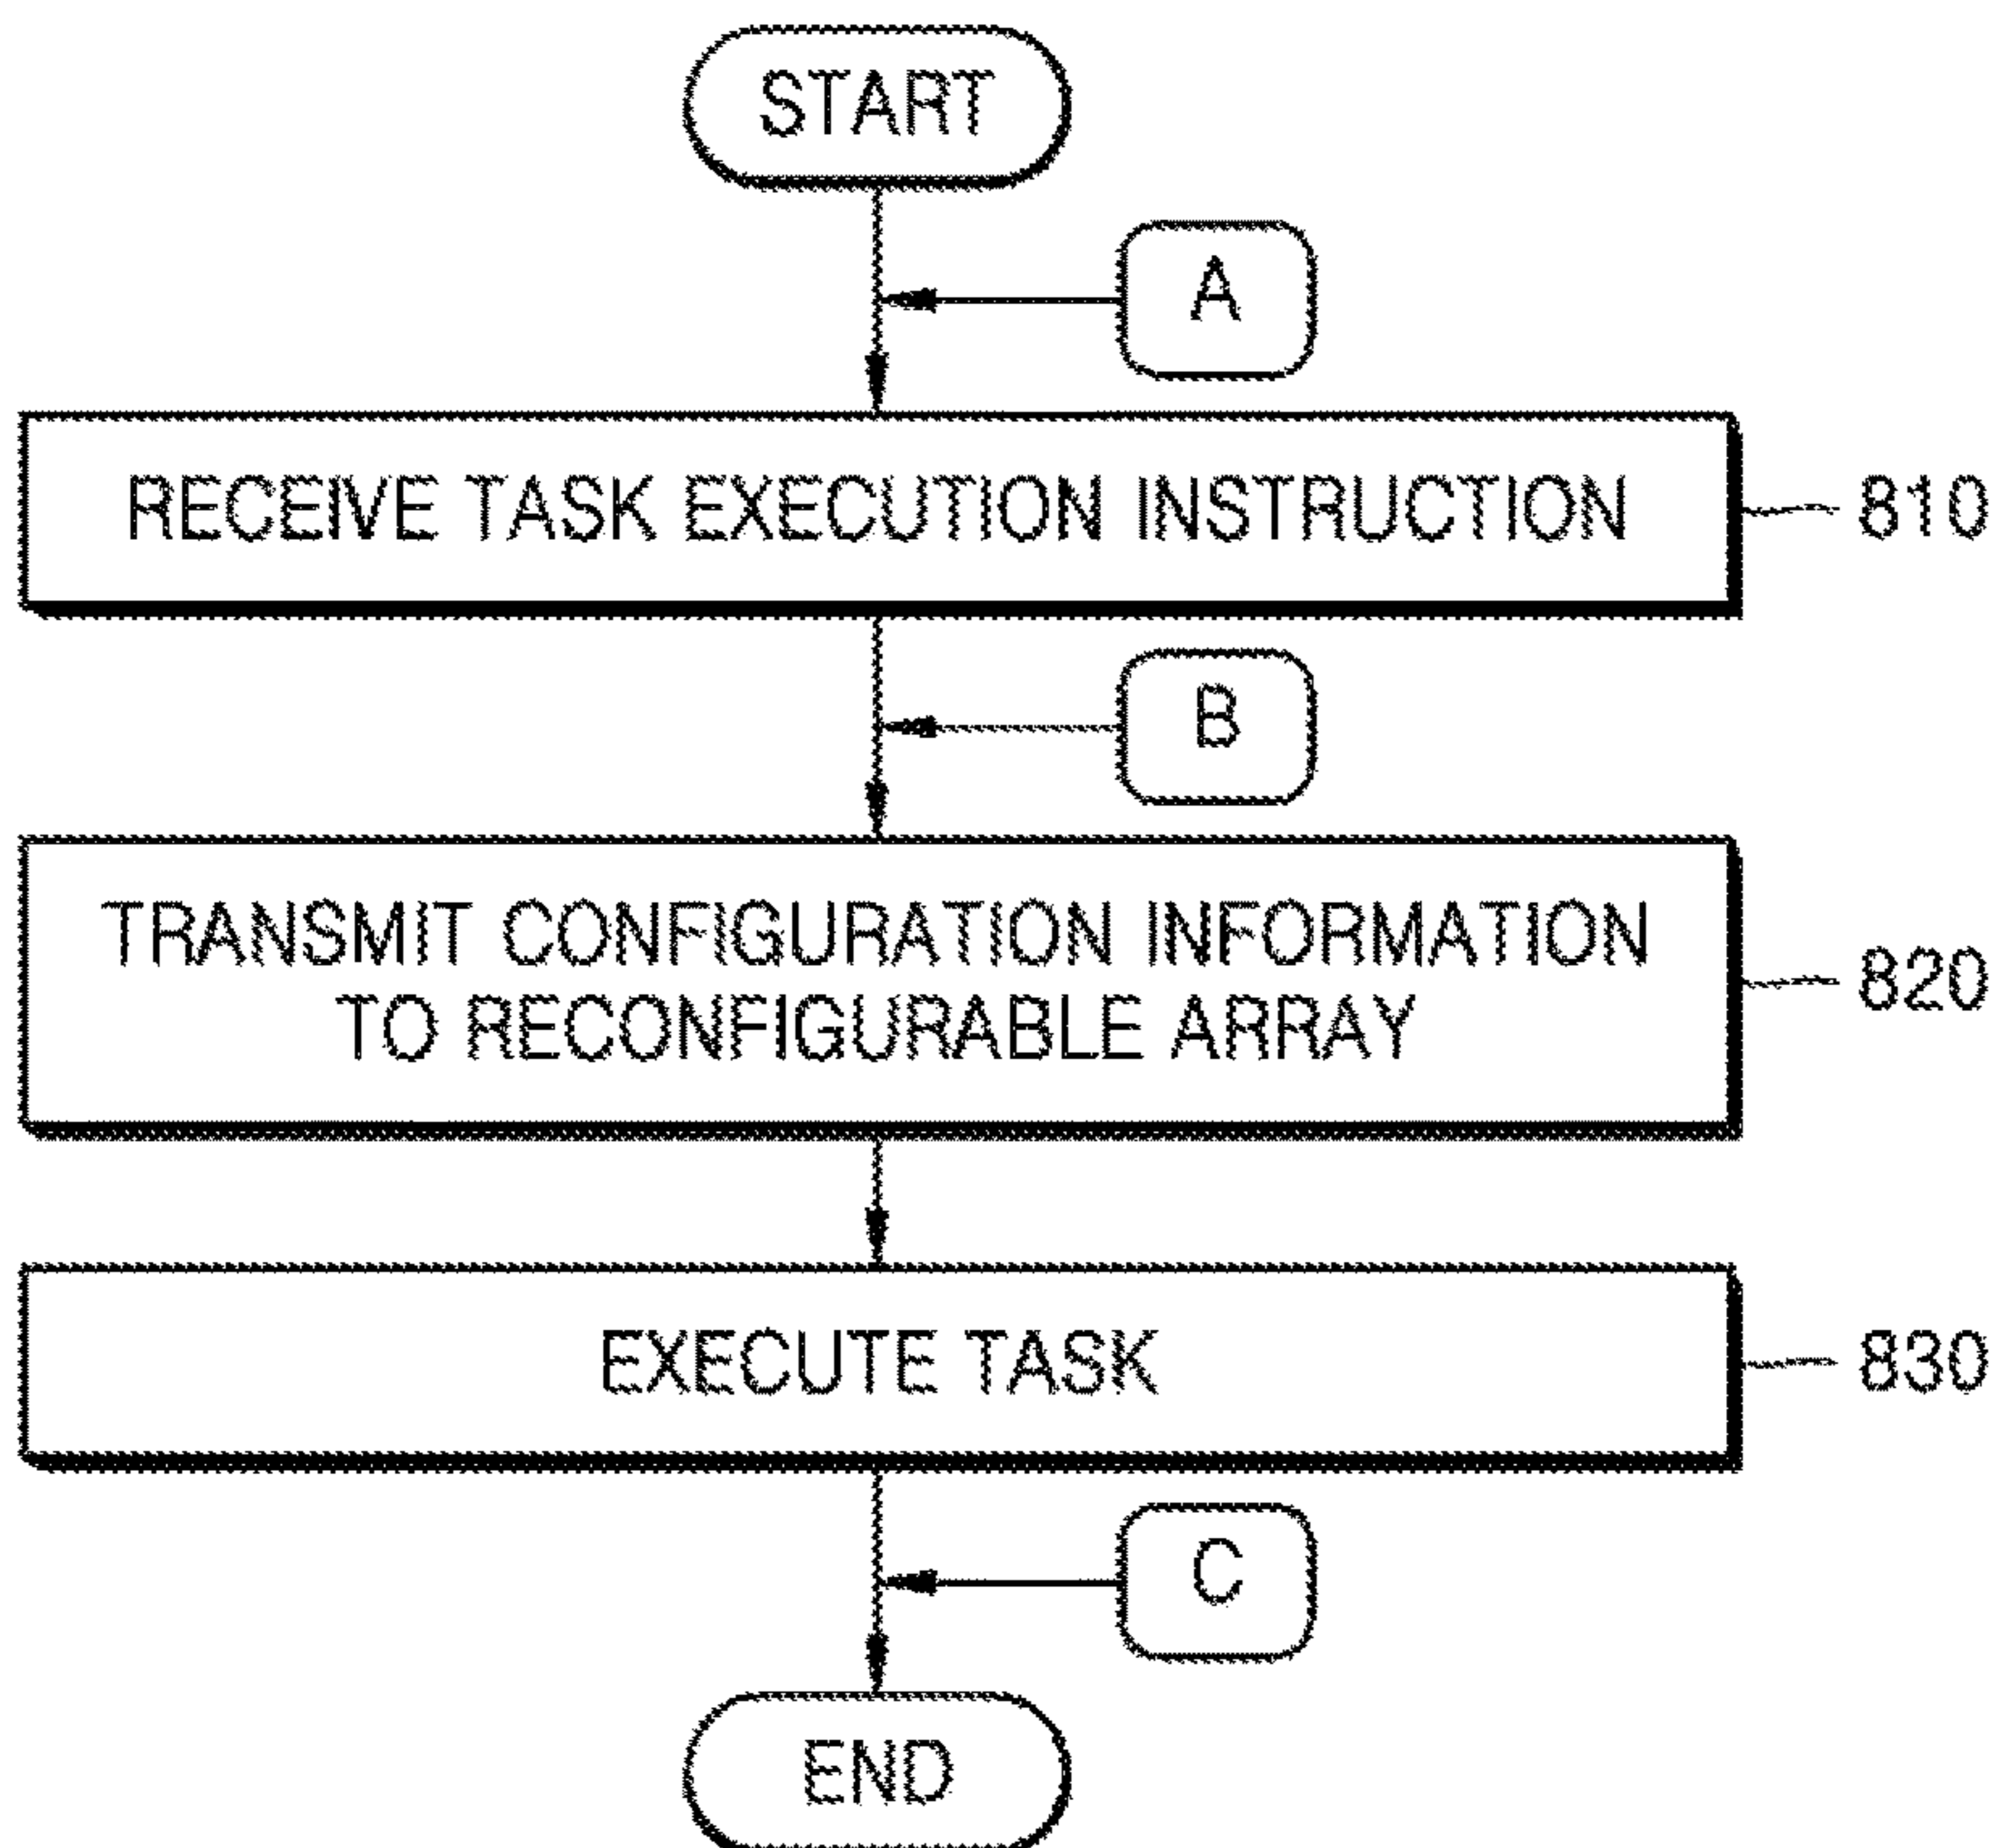 START
A
RECEIVE TASK EXECUTION INSTRUCTION
810
B
TRANSMIT CONFIGURATION INFORMATION
TO RECONFIGURABLE ARRAY
820
EXECUTE TASK
830
C
END